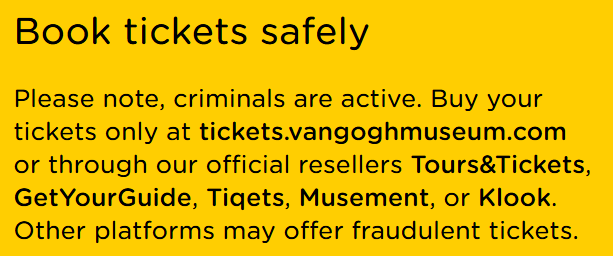 Book tickets safely
Please note, criminals are active. Buy your
tickets only at tickets.vangoghmuseum.com
or through our official resellers Tours&Tickets,
GetYourGuide, Tiqets, Musement, or Klook.
Other platforms may offer fraudulent tickets.